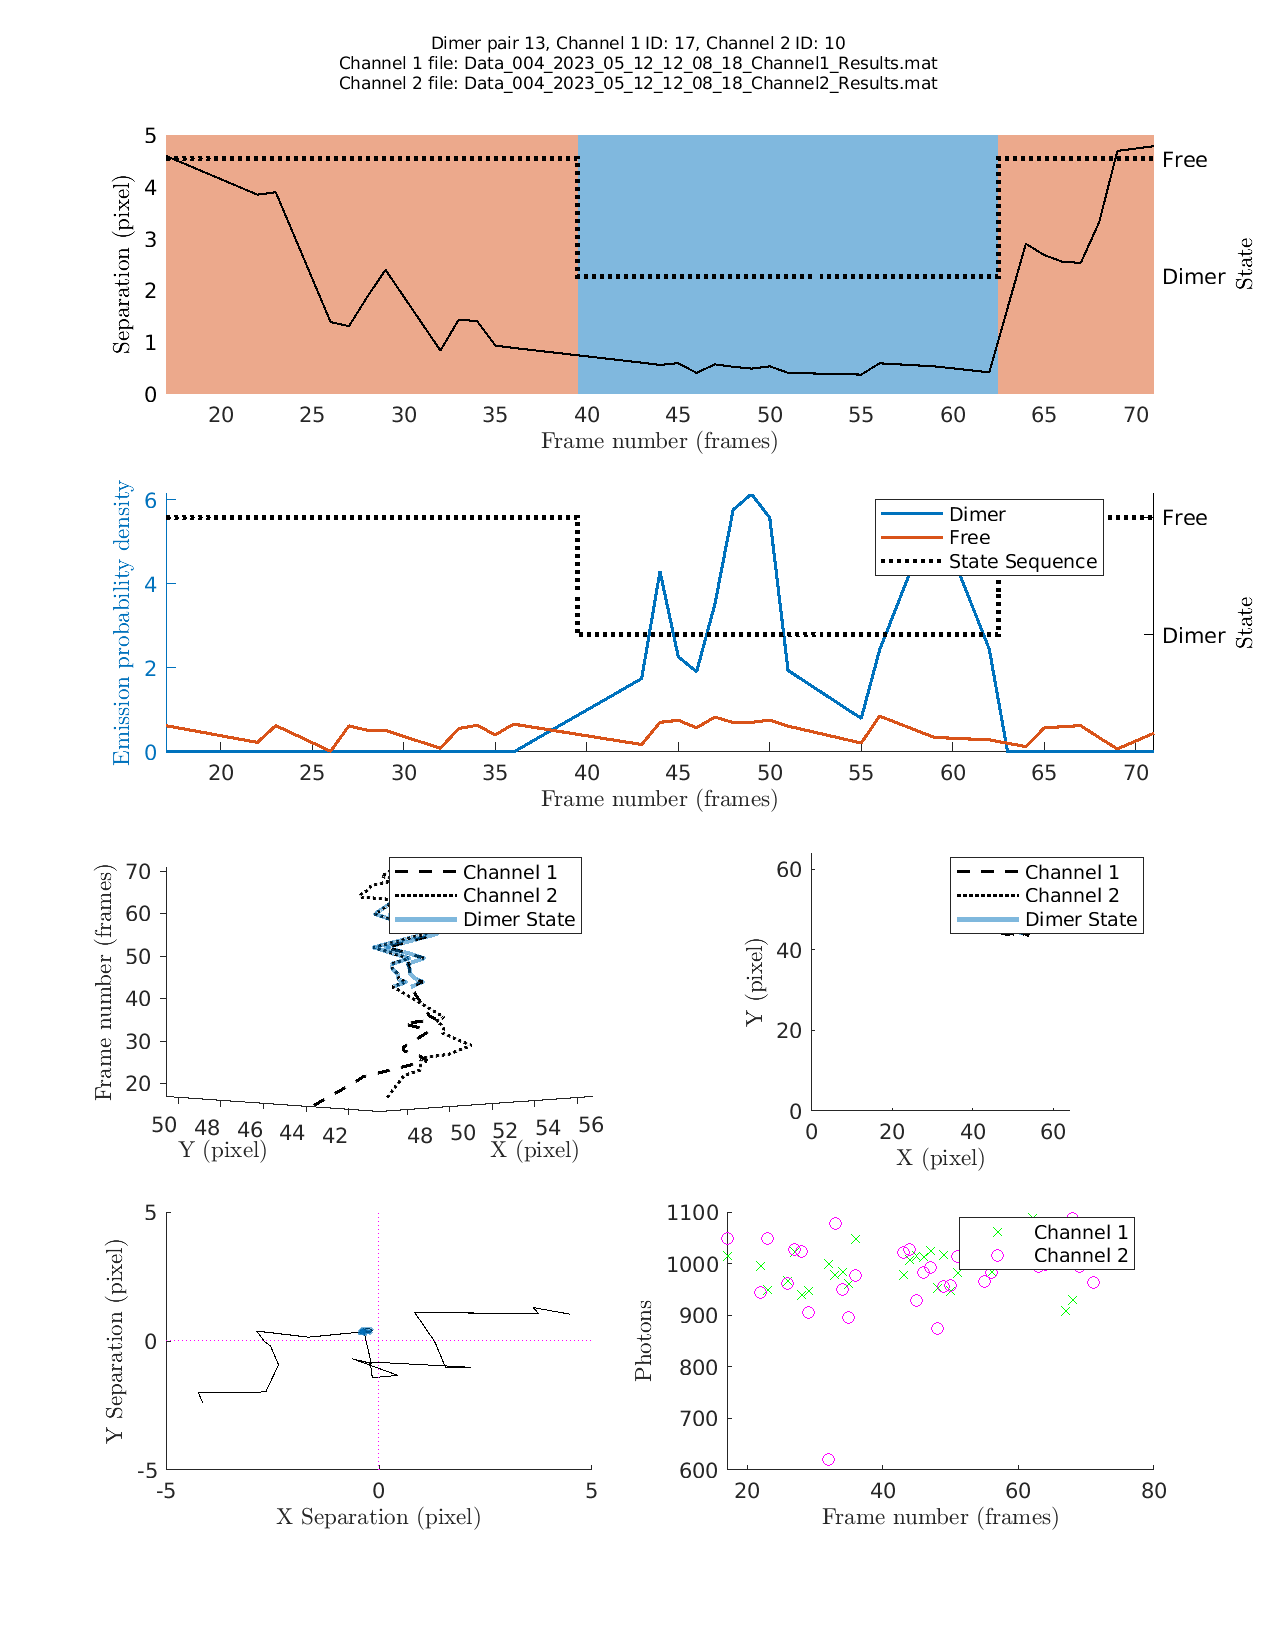 Dimer pair 13, Channel 1 ID: 17, Channel 2 ID: 10
Channel 1 file: Data_004_2023_05_12_12_08_18_Channel1_Results.mat
Channel 2 file: Data_004_2023_05_12_12_08_18_Channel2_Results.mat
5
4
3
2
1
0
Separation (pixel)
Free
Dimer
State
20 25 30 35 40 45 50 55 60 65 70
Frame number (frames)
6
4
2
0
Emission probability density
Dimer
Free
State Sequence
Free
Dimer
State
20 25 30 35 40 45 50 55 60 65 70
Frame number (frames)
70
60
50
40
30
20
Frame number (frames)
Channel 1
Channel 2
Dimer State
50 48 46 44 42
48 50 52 54 56
Y (pixel)
X (pixel)
60
40
20
0
Y (pixel)
Channel 1
Channel 2
Dimer State
0 20 40 60
X (pixel)
5
0
-5
Y Separation (pixel)
-5 0 5
X Separation (pixel)
1100
1000
900
800
700
600
Photons
Channel 1
Channel 2
20 40 60 80
Frame number (frames)